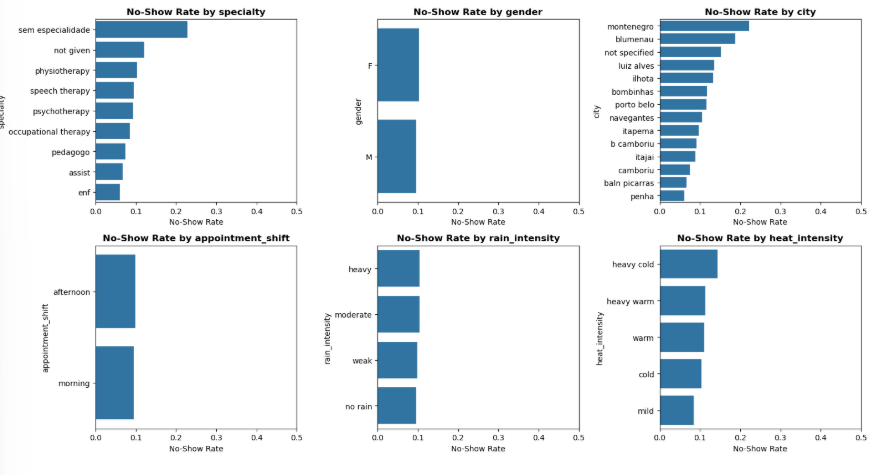 No-Show Rate by specialty
specialty
sem especialidade
not given
physiotherapy
speech therapy
psychotherapy
occupational therapy
pedagogo
assist
enf
0.0 0.1 0.2 0.3 0.4 0.5
No-Show Rate
No-Show Rate by gender
gender
F
M
0.0 0.1 0.2 0.3 0.4 0.5
No-Show Rate
No-Show Rate by city
city
montenegro
blumenau
not specified
luiz alves
ilhota
bombinhas
porto belo
navegantes
itapema
b camboriu
itajai
camboriu
baln picarras
penha
0.0 0.1 0.2 0.3 0.4 0.5
No-Show Rate
No-Show Rate by appointment_shift
appointment_shift
afternoon
morning
0.0 0.1 0.2 0.3 0.4 0.5
No-Show Rate
No-Show Rate by rain_intensity
rain_intensity
heavy
moderate
weak
no rain
0.0 0.1 0.2 0.3 0.4 0.5
No-Show Rate
No-Show Rate by heat_intensity
heat_intensity
heavy cold
heavy warm
warm
cold
mild
0.0 0.1 0.2 0.3 0.4 0.5
No-Show Rate